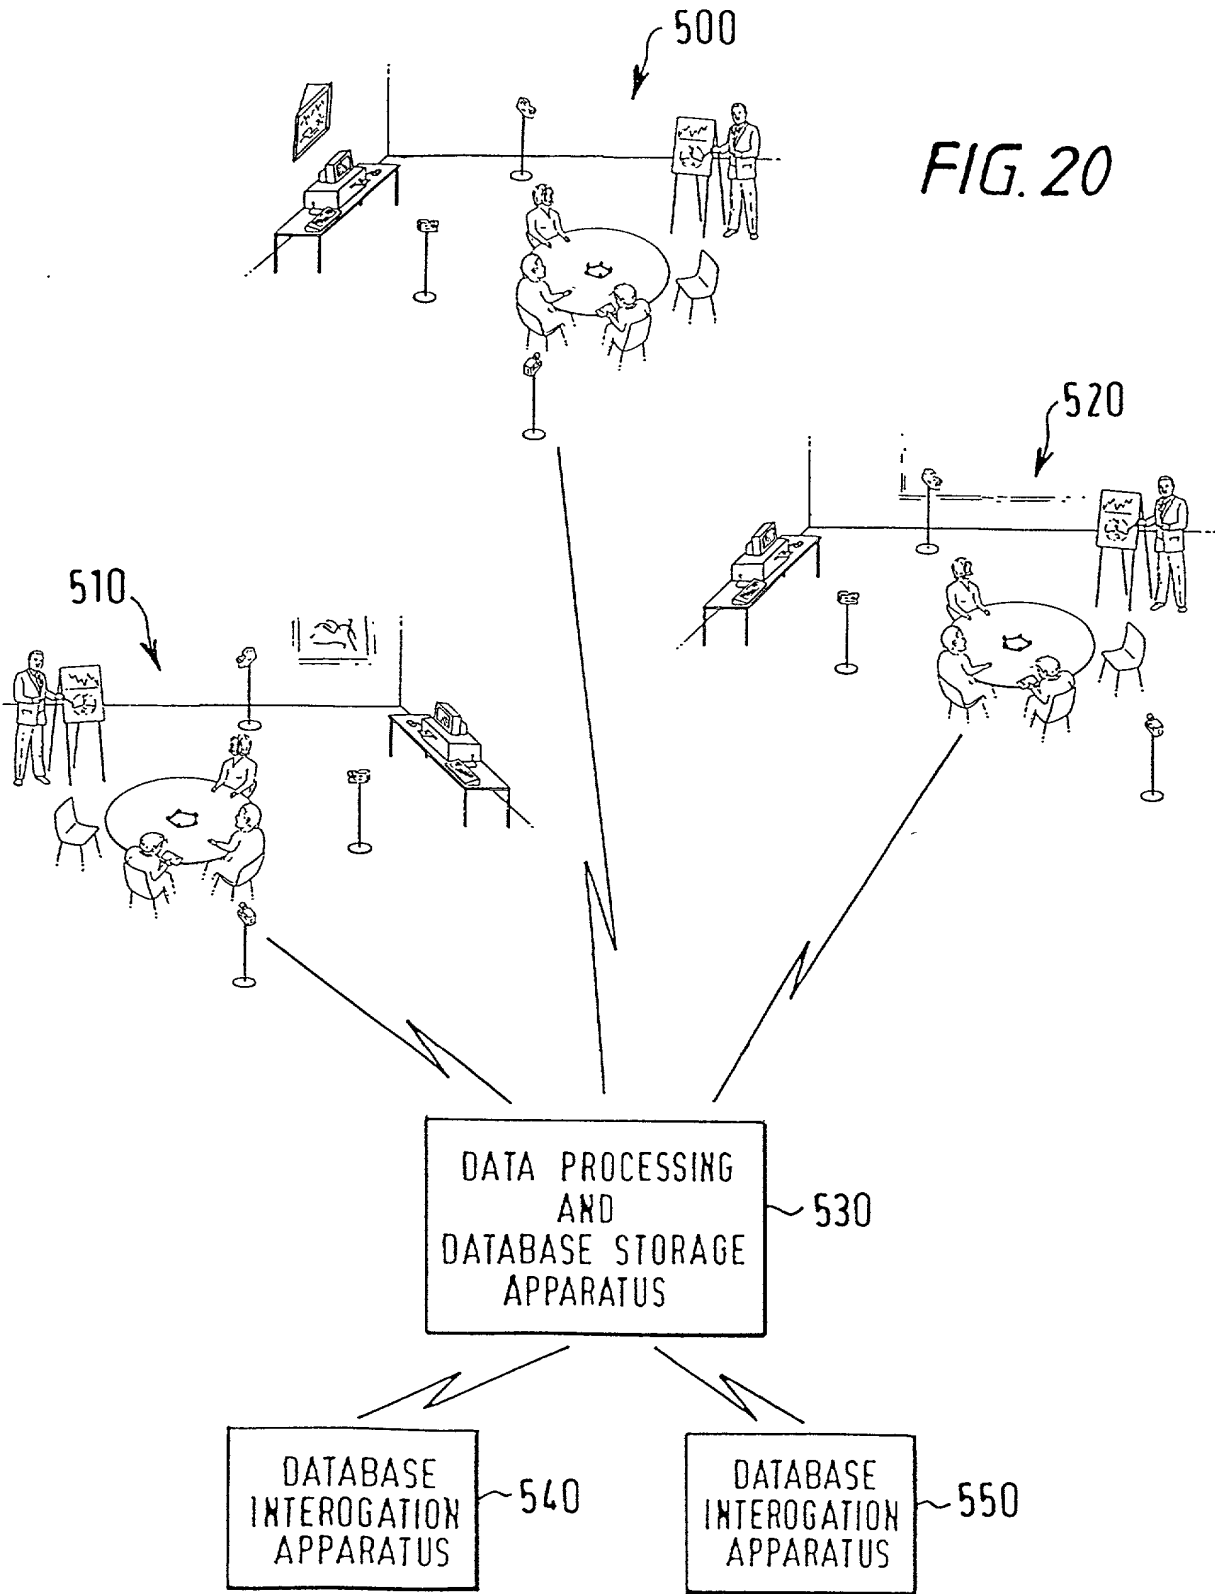 500
FIG. 20
520
510
DATA PROCESSING
AND
DATABASE STORAGE
APPARATUS
530
DATABASE
INTEROGATION
APPARATUS
540
DATABASE
INTEROGATION
APPARATUS
550